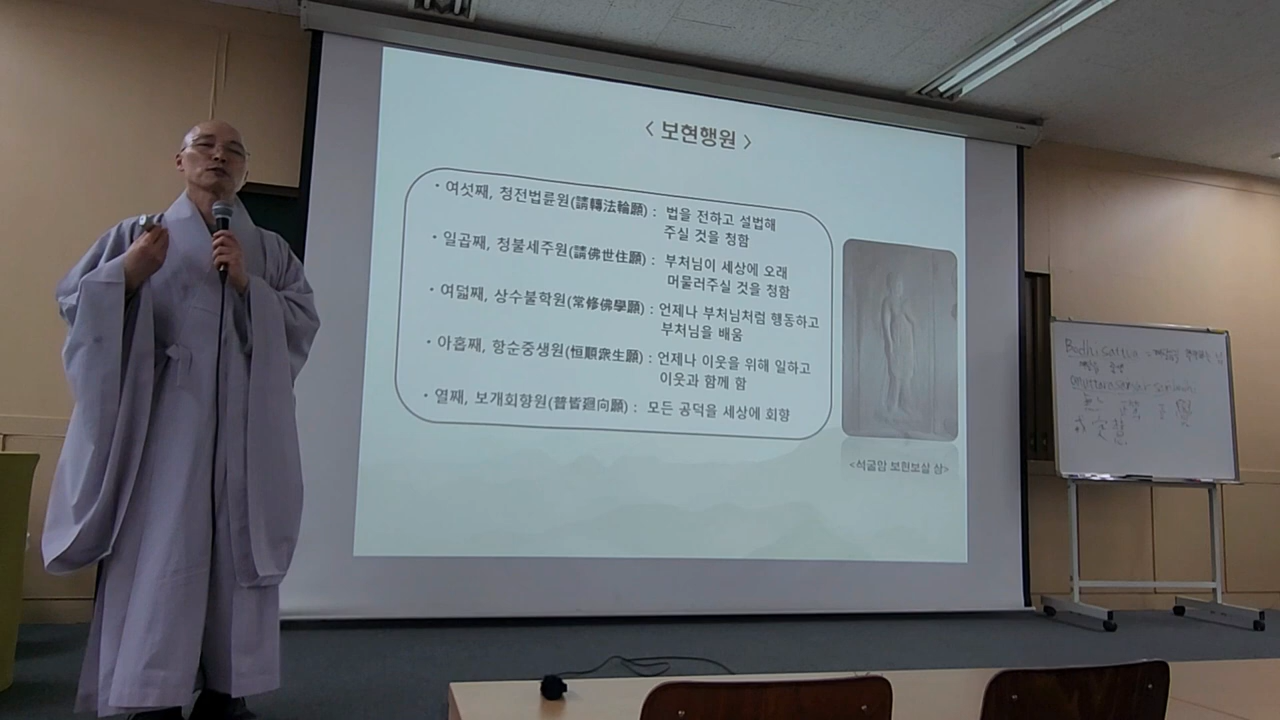 < 보현행원 >
· 여섯째, 청전법륜원(請轉法輪願) : 법을 전하고 설법해
주실 것을 청함
· 일곱째, 청불세주원(請佛世住願) : 부처님이 세상에 오래
머물러주실 것을 청함
· 여덟째, 상수불학원(常修佛學願) : 언제나 부처님처럼 행동하고
부처님을 배움
· 아홉째, 항순중생원(恒順衆生願) : 언제나 이웃을 위해 일하고
이웃과 함께 함
· 열째, 보개회향원(普皆廻向願) : 모든 공덕을 세상에 회향
<석굴암 보현보살 상>
Bodhisattva =